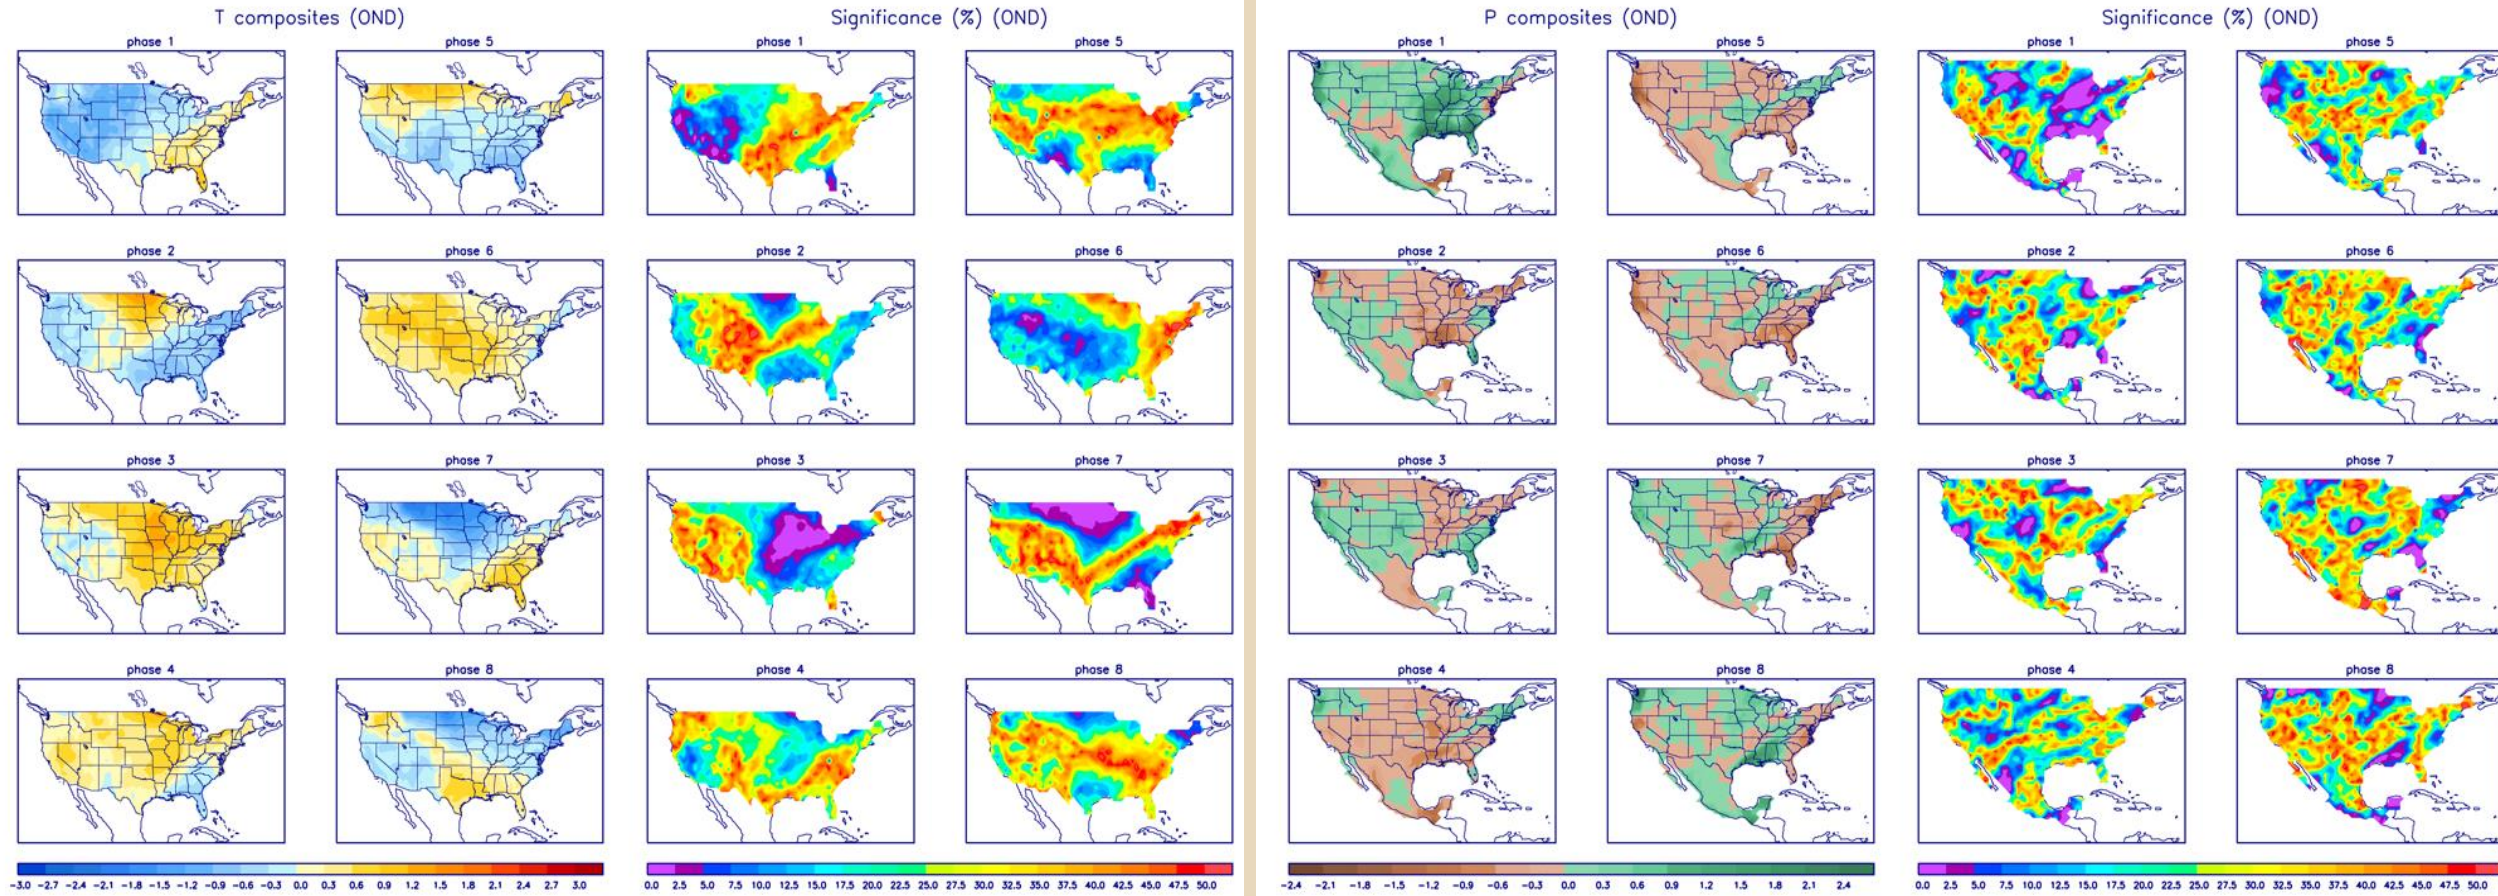 T composites (OND) Significance (%) (OND) P composites (OND) Significance (%) (OND)
phase 1 phase 5 phase 1 phase 5 phase 1 phase 5 phase 1 phase 5
phase 2 phase 6 phase 2 phase 6 phase 2 phase 6 phase 2 phase 6
phase 3 phase 7 phase 3 phase 7 phase 3 phase 7 phase 3 phase 7
phase 4 phase 8 phase 4 phase 8 phase 4 phase 8 phase 4 phase 8
-3.0 -2.7 -2.4 -2.1 -1.8 -1.5 -1.2 -0.9 -0.6 -0.3 0.0 0.3 0.6 0.9 1.2 1.5 1.8 2.1 2.4 2.7 3.0 0.0 2.5 5.0 7.5 10.0 12.5 15.0 17.5 20.0 22.5 25.0 27.5 30.0 32.5 35.0 37.5 40.0 42.5 45.0 47.5 50.0 -2.4 -2.1 -1.8 -1.5 -1.2 -0.9 -0.6 -0.3 0.0 0.3 0.6 0.9 1.2 1.5 1.8 2.1 2.4 0.0 2.5 5.0 7.5 10.0 12.5 15.0 17.5 20.0 22.5 25.0 27.5 30.0 32.5 35.0 37.5 40.0 42.5 45.0 47.5 50.0